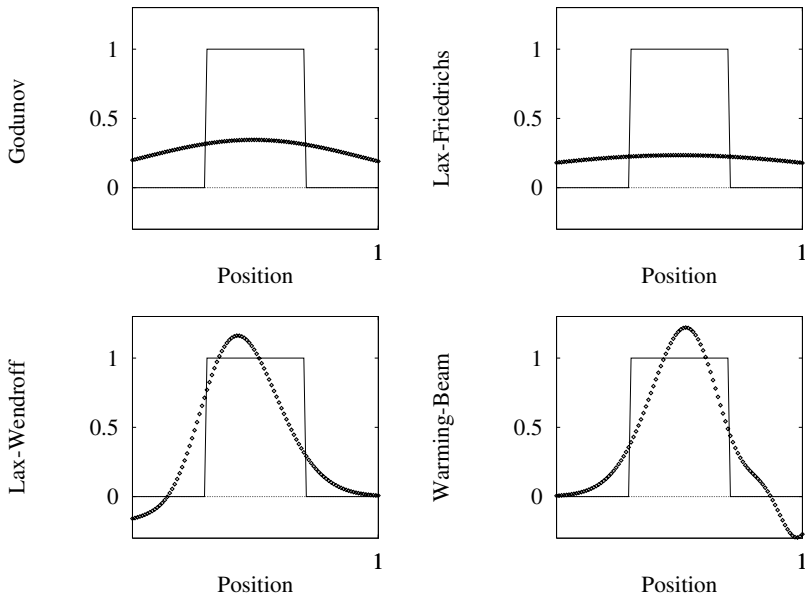 Godunov
1
0.5
0
1
Position
Lax-Friedrichs
1
0.5
0
1
Position
Lax-Wendroff
1
0.5
0
1
Position
Warming-Beam
1
0.5
0
1
Position